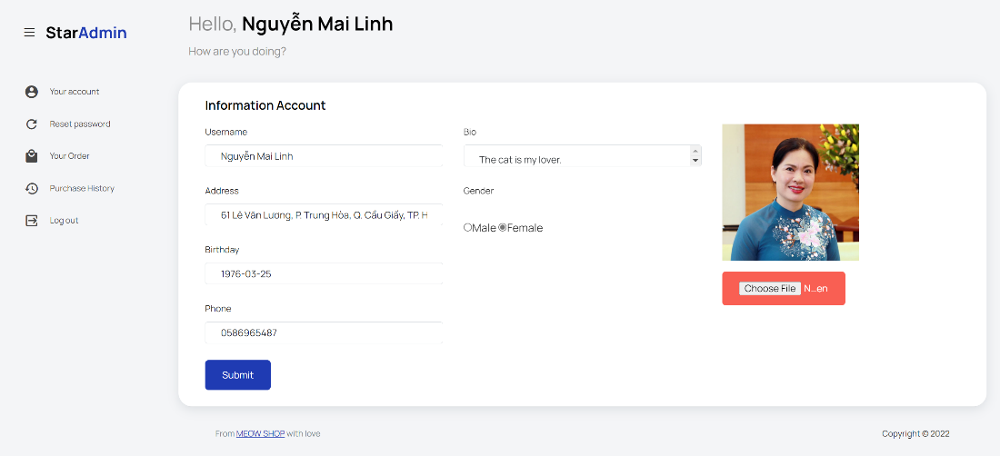 StarAdmin
Your account
Reset password
Your Order
Purchase History
Log out
Hello, Nguyễn Mai Linh
How are you doing?
Information Account
Username
Nguyễn Mai Linh
Address
61 Lê Văn Lương, P. Trung Hòa, Q. Cầu Giấy, TP. H
Birthday
1976-03-25
Phone
0586965487
Submit
Bio
The cat is my lover.
Gender
Male Female
Choose File N...en
From MEOW SHOP with love
Copyright © 2022